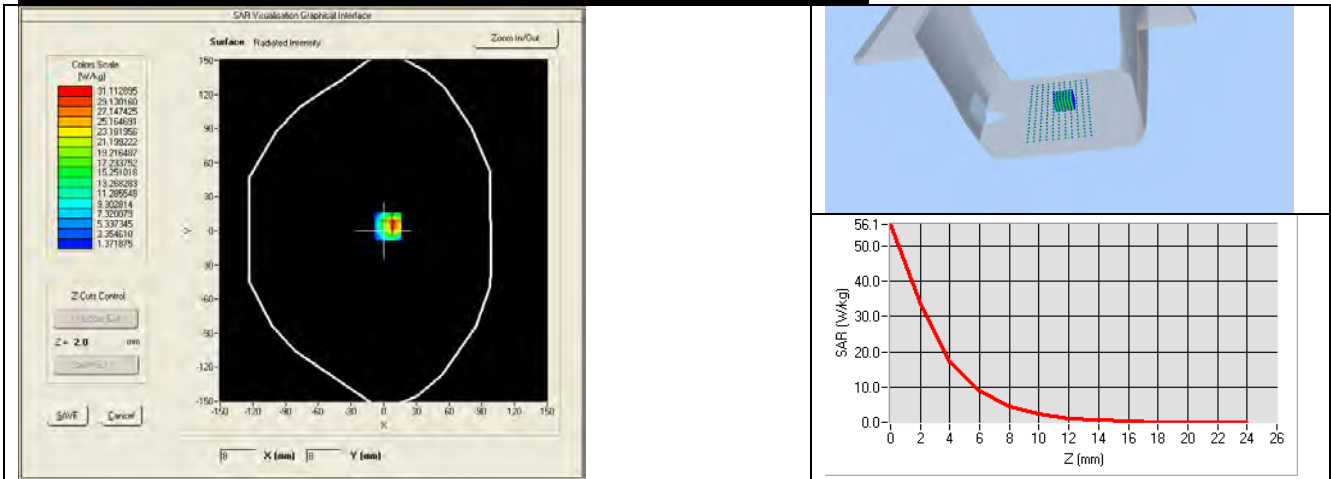 SAR Visualisation Graphical Interface
Surface Radiated Intensity
Zoom In/Out
Colors Scale
(W/kg)
31.112895
29.130160
27.147425
25.164691
23.181956
21.199222
19.216487
17.233752
15.251018
13.268283
11.285548
9.302814
7.320079
5.337345
3.354610
1.371875
Z Cuts Control
Z = 2.0 mm
SAVE Cancel
150-
120-
90-
60-
30-
0-
-30-
-60-
-90-
-120-
-150-
Y
-150 -120 -90 -60 -30 0 30 60 90 120 150
X
8 X (mm) 8 Y (mm)
56.1
50.0
40.0
30.0
20.0
10.0
0.0
SAR (W/kg)
0 2 4 6 8 10 12 14 16 18 20 22 24 26
Z (mm)